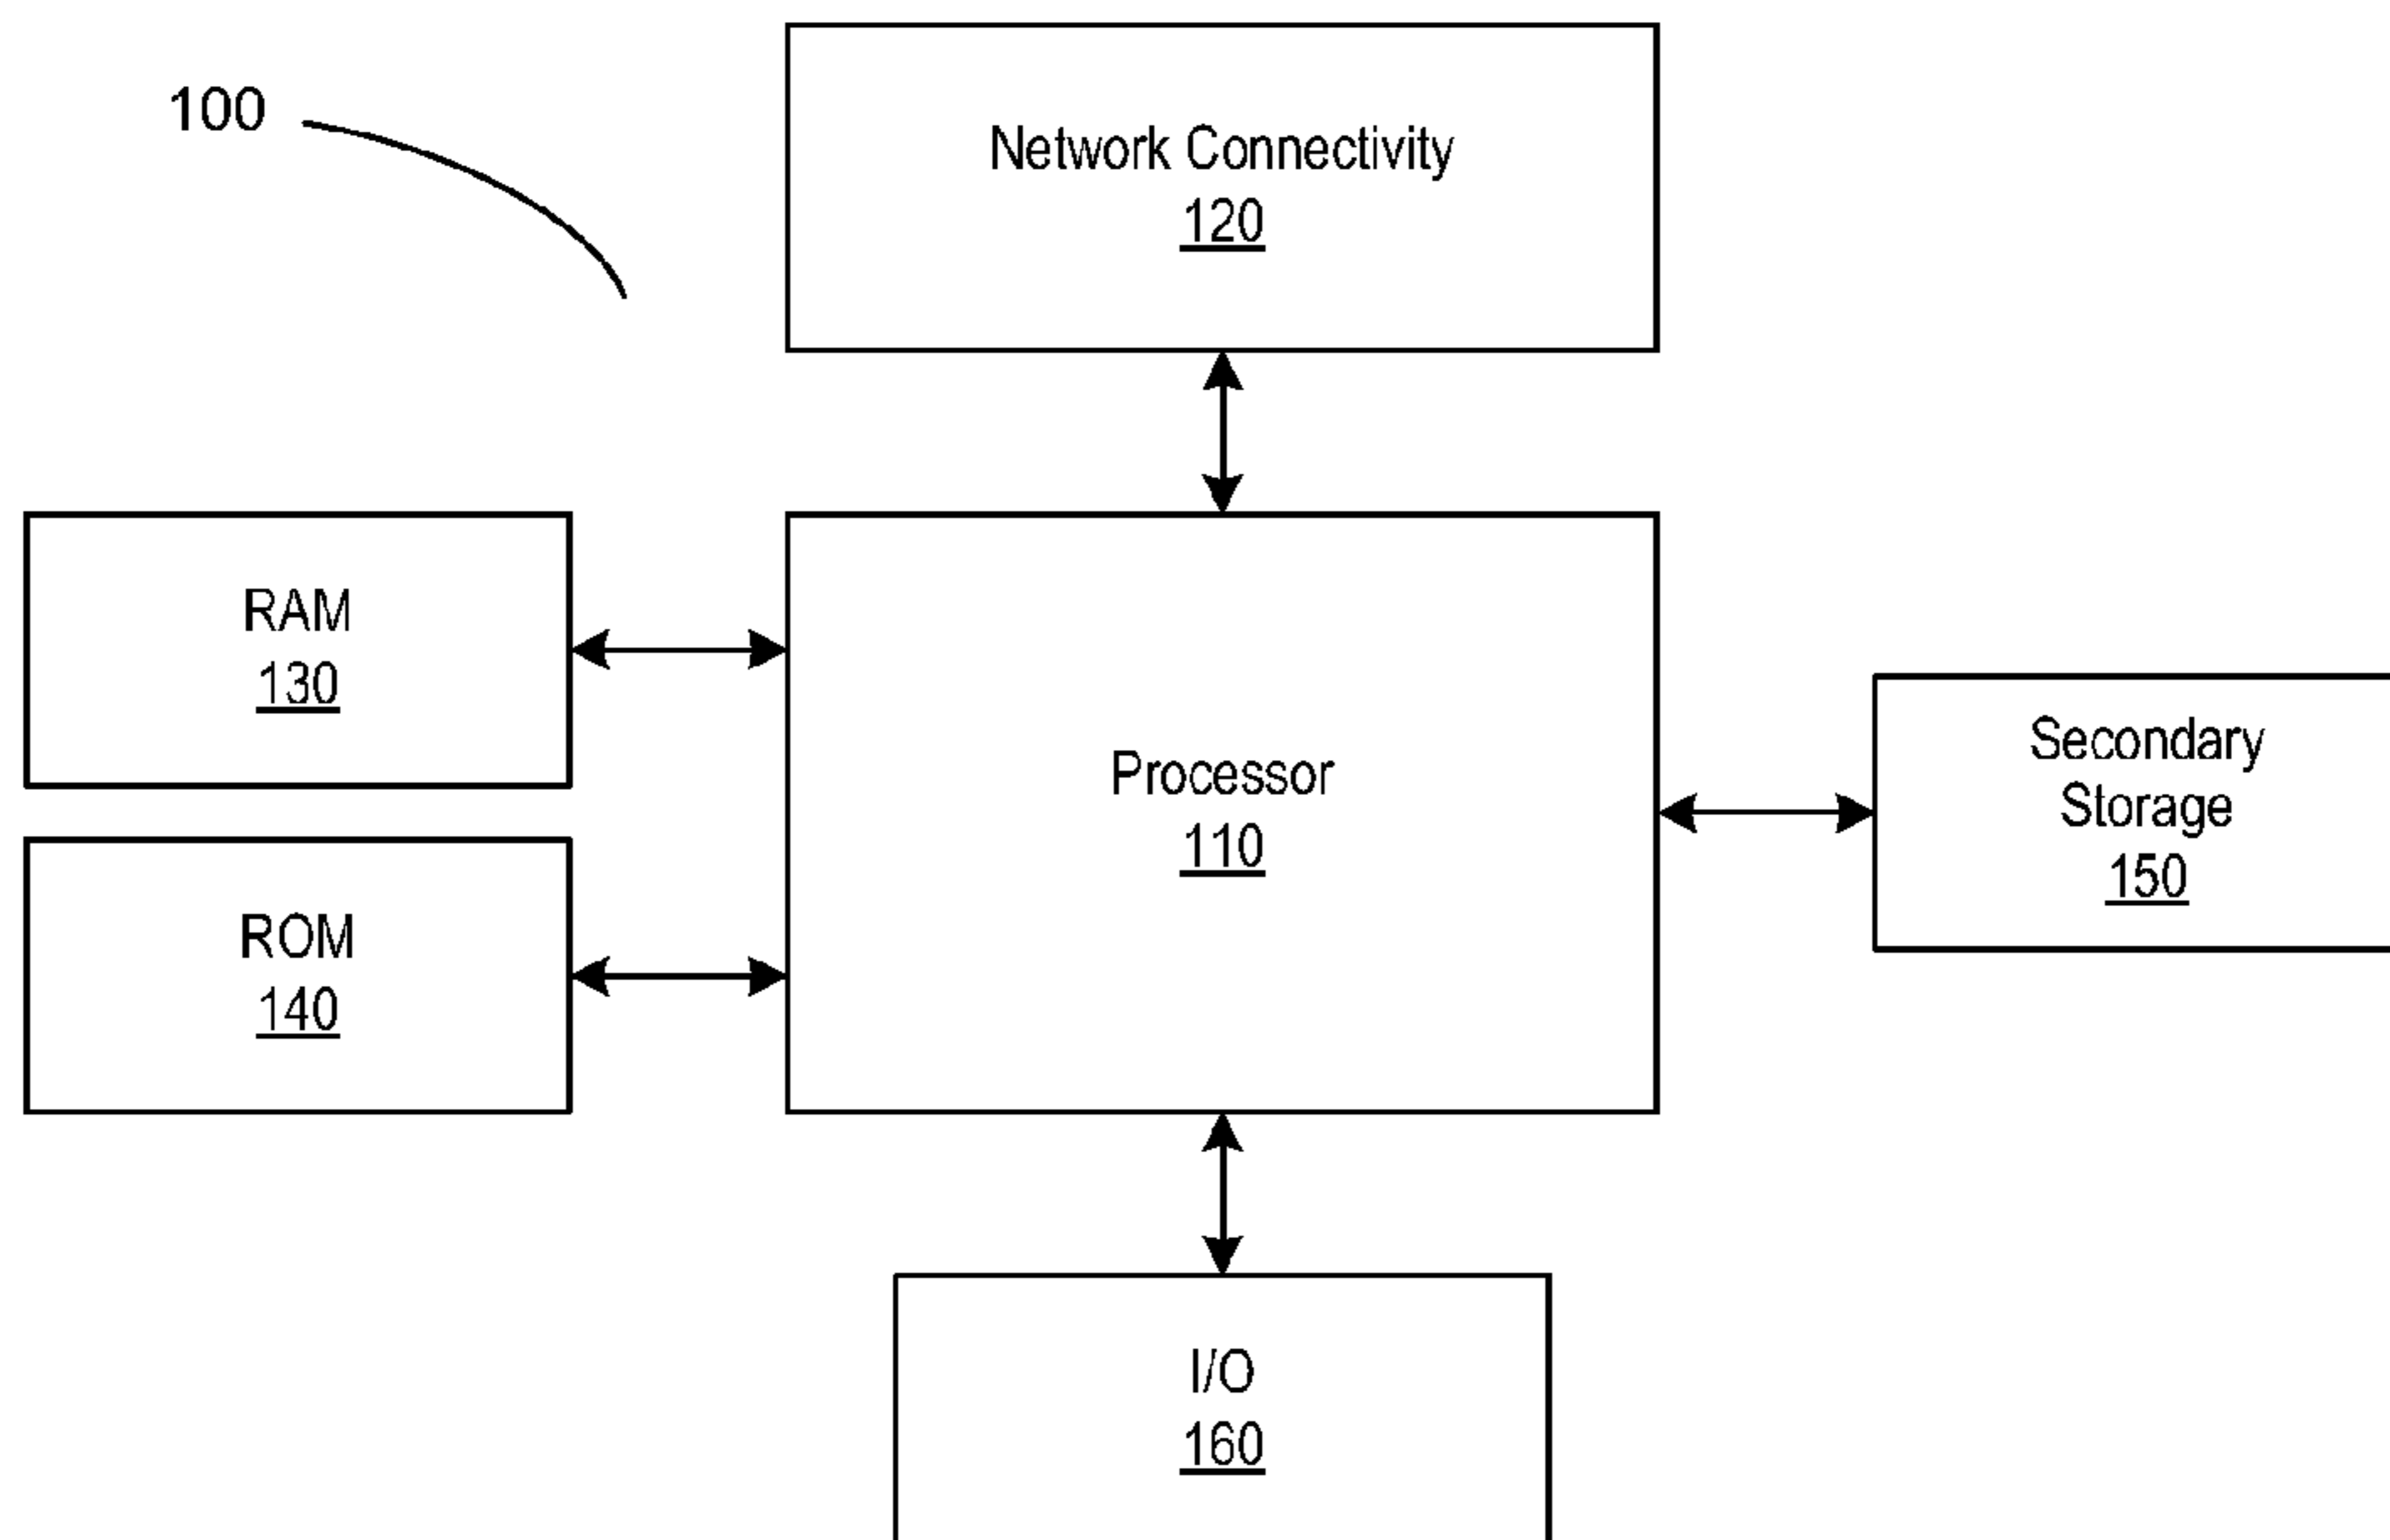 100
Network Connectivity
120
RAM
130
Processor
110
Secondary
Storage
150
ROM
140
I/O
160